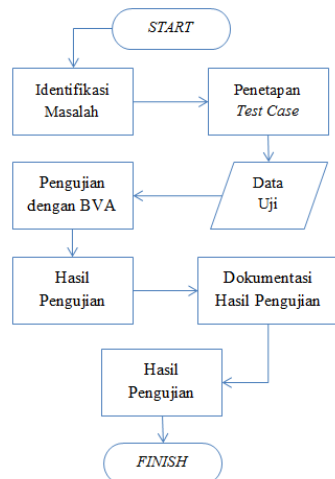 START
Identifikasi
Masalah
Penetapan
Test Case
Data
Uji
Pengujian
dengan BVA
Hasil
Pengujian
Dokumentasi
Hasil Pengujian
Hasil
Pengujian
FINISH